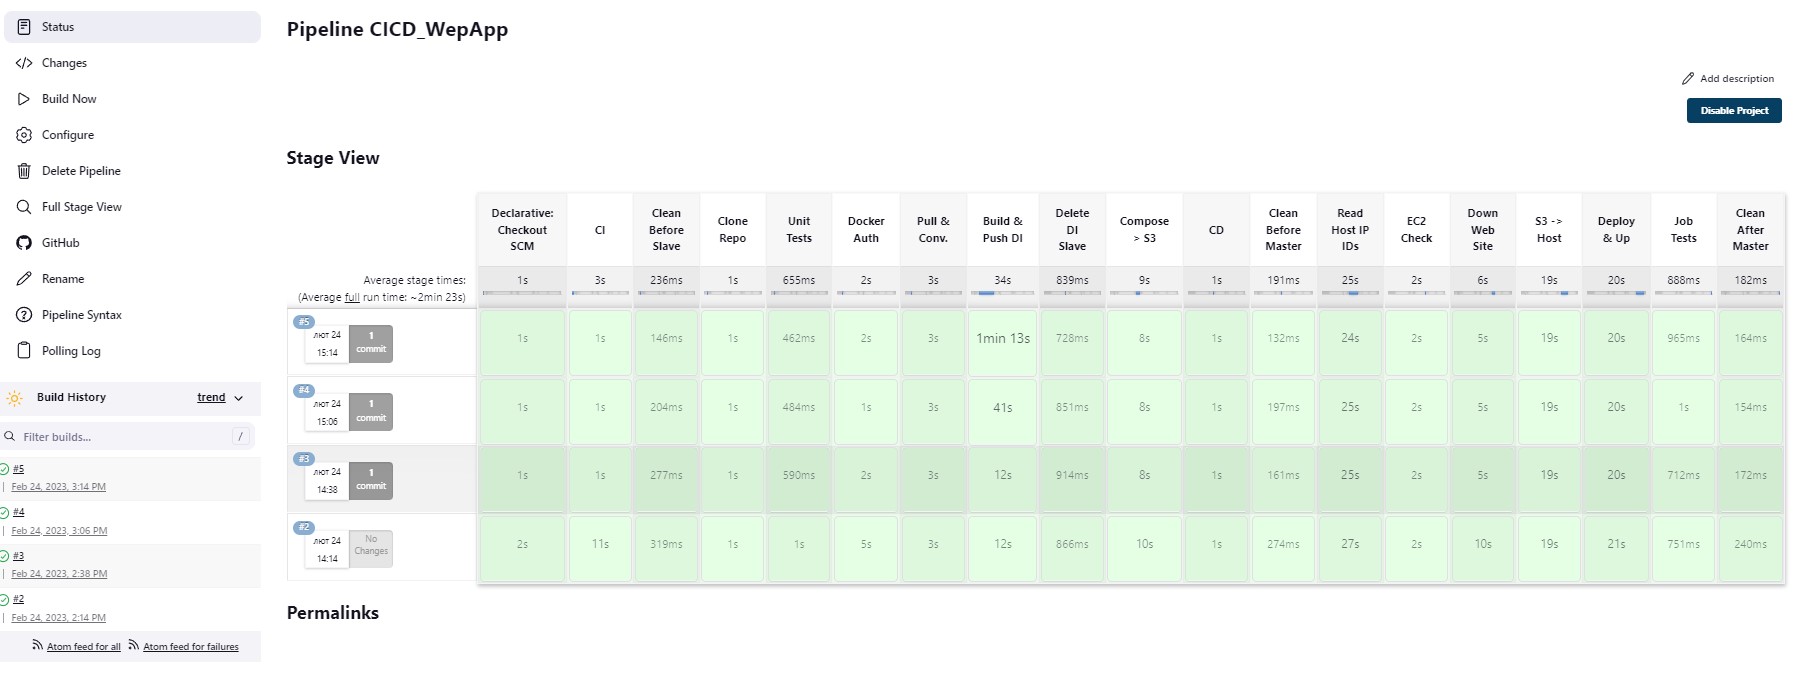 Status
Changes
Build Now
Configure
Delete Pipeline
Full Stage View
GitHub
Rename
Pipeline Syntax
Polling Log
Build History
trend
Filter builds...
/
#5
Feb 24, 2023, 3:14 PM
#4
Feb 24, 2023, 3:06 PM
#3
Feb 24, 2023, 2:38 PM
#2
Feb 24, 2023, 2:14 PM
Atom feed for all
Atom feed for failures
Pipeline CICD_WepApp
Add description
Disable Project
Stage View
Declarative: Checkout SCM
CI
Clean Before Slave
Clone Repo
Unit Tests
Docker Auth
Pull & Conv.
Build & Push DI
Delete DI Slave
Compose > S3
CD
Clean Before Master
Read Host IP IDs
EC2 Check
Down Web Site
S3 -> Host
Deploy & Up
Job Tests
Clean After Master
Average stage times:
(Average full run time: ~2min 23s)
1s 3s 236ms 1s 655ms 2s 3s 34s 839ms 9s 1s 191ms 25s 2s 6s 19s 20s 888ms 182ms
#5
лют 24
15:14
1
commit
1s 1s 146ms 1s 462ms 2s 3s 1min 13s 728ms 8s 1s 132ms 24s 2s 5s 19s 20s 965ms 164ms
#4
лют 24
15:06
1
commit
1s 1s 204ms 1s 484ms 1s 3s 41s 851ms 8s 1s 197ms 25s 2s 5s 19s 20s 1s 154ms
#3
лют 24
14:38
1
commit
1s 1s 277ms 1s 590ms 2s 3s 12s 914ms 8s 1s 161ms 25s 2s 5s 19s 20s 712ms 172ms
#2
лют 24
14:14
No
Changes
2s 11s 319ms 1s 1s 5s 3s 12s 866ms 10s 1s 274ms 27s 2s 10s 19s 21s 751ms 240ms
Permalinks